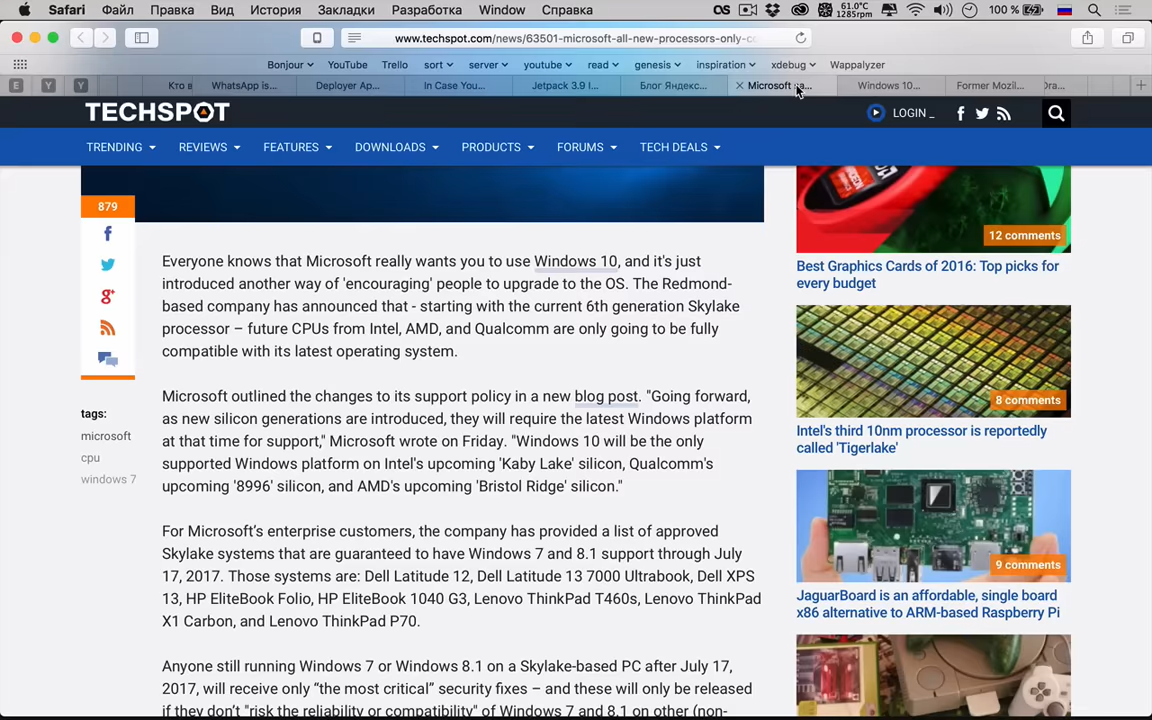 Safari Файл Правка Вид История Закладки Разработка Window Справка 61.0°C 1285rpm 100 %
www.techspot.com/news/63501-microsoft-all-new-processors-only-c
Bonjour YouTube Trello sort server youtube read genesis inspiration xdebug Wappalyzer
E Y Y Кто в WhatsApp is... Deployer Ap... In Case You... Jetpack 3.9 I... Блог Яндекс... Microsoft Windows 10... Former Mozil...
TECHSPOT LOGIN _
TRENDING REVIEWS FEATURES DOWNLOADS PRODUCTS FORUMS TECH DEALS
879
Everyone knows that Microsoft really wants you to use Windows 10, and it's just
introduced another way of 'encouraging' people to upgrade to the OS. The Redmond-
based company has announced that - starting with the current 6th generation Skylake
processor – future CPUs from Intel, AMD, and Qualcomm are only going to be fully
compatible with its latest operating system.
Microsoft outlined the changes to its support policy in a new blog post. "Going forward,
as new silicon generations are introduced, they will require the latest Windows platform
at that time for support," Microsoft wrote on Friday. "Windows 10 will be the only
supported Windows platform on Intel's upcoming 'Kaby Lake' silicon, Qualcomm's
upcoming '8996' silicon, and AMD's upcoming 'Bristol Ridge' silicon."
For Microsoft's enterprise customers, the company has provided a list of approved
Skylake systems that are guaranteed to have Windows 7 and 8.1 support through July
17, 2017. Those systems are: Dell Latitude 12, Dell Latitude 13 7000 Ultrabook, Dell XPS
13, HP EliteBook Folio, HP EliteBook 1040 G3, Lenovo ThinkPad T460s, Lenovo ThinkPad
X1 Carbon, and Lenovo ThinkPad P70.
Anyone still running Windows 7 or Windows 8.1 on a Skylake-based PC after July 17,
2017, will receive only “the most critical” security fixes – and these will only be released
if they don't "risk the reliability or compatibility" of Windows 7 and 8.1 on other (non-
tags:
microsoft
cpu
windows 7
12 comments
Best Graphics Cards of 2016: Top picks for
every budget
8 comments
Intel's third 10nm processor is reportedly
called 'Tigerlake'
9 comments
JaguarBoard is an affordable, single board
x86 alternative to ARM-based Raspberry Pi